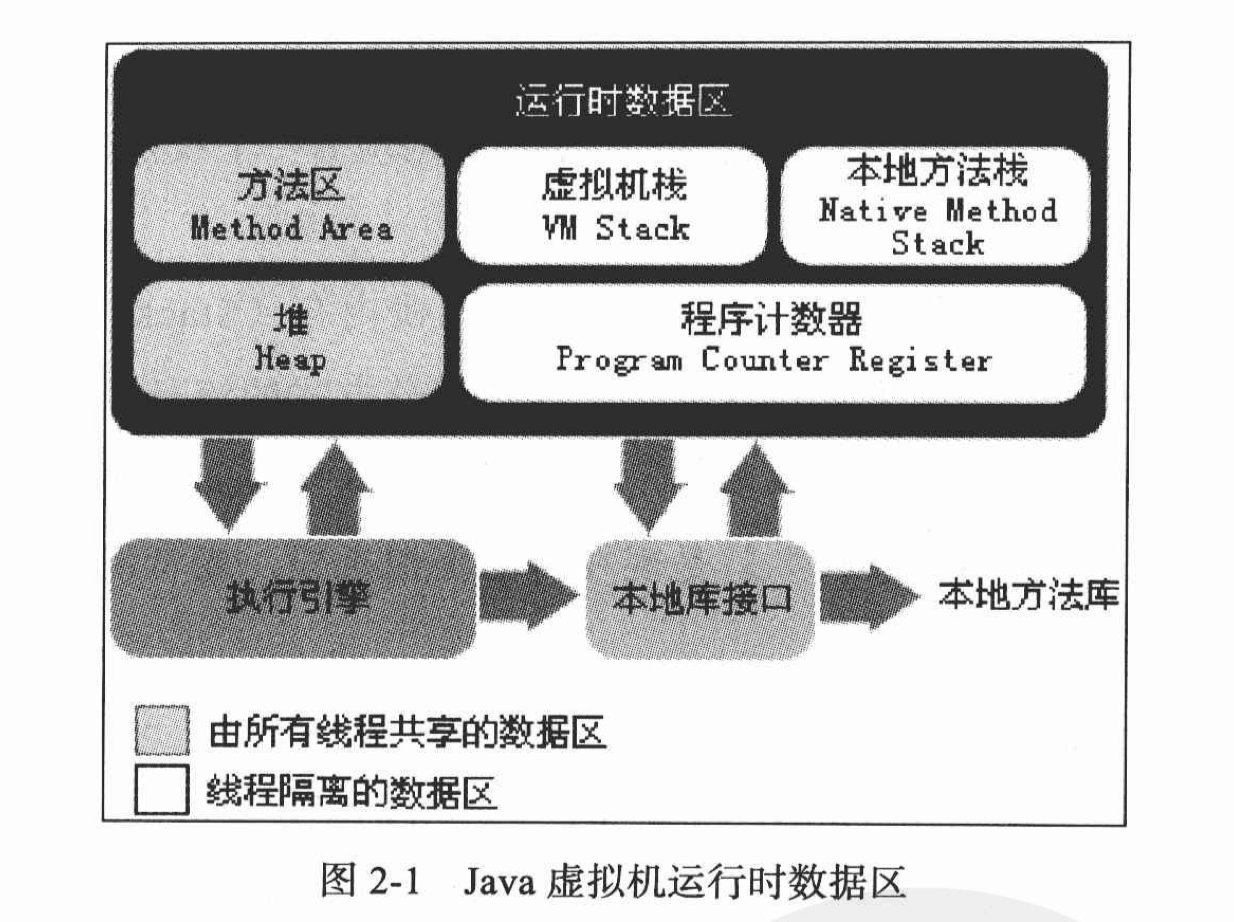 运行时数据区
方法区
Method Area
虚拟机栈
VM Stack
本地方法栈
Native Method
Stack
堆
Heap
程序计数器
Program Counter Register
执行引擎
本地库接口
本地方法库
由所有线程共享的数据区
线程隔离的数据区
图 2-1 Java 虚拟机运行时数据区